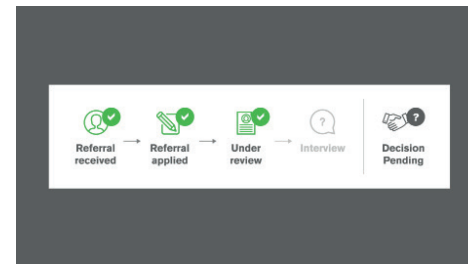 Referral received
Referral applied
Under review
Interview
Decision Pending